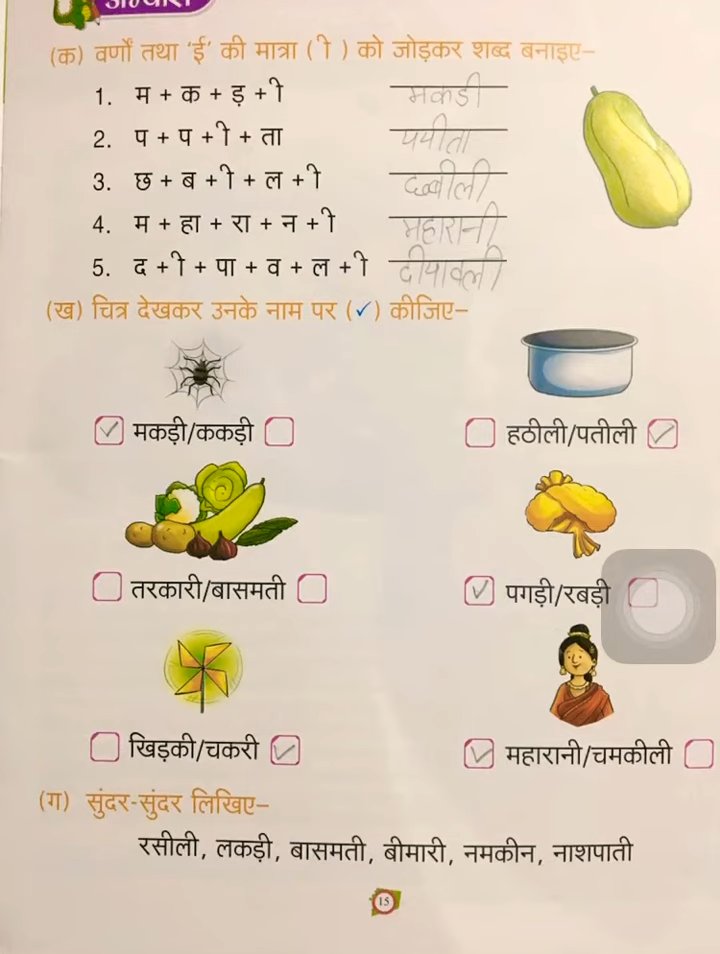 अभ्यास
(क) वर्णों तथा 'ई' की मात्रा ( ी ) को जोड़कर शब्द बनाइए–
1. म + क + ड़ + ी मकडी
2. प + प + ी + ता पपीता
3. छ + ब + ी + ल + ी छबीली
4. म + हा + रा + न + ी महारानी
5. द + ी + पा + व + ल + ी दीपावली
(ख) चित्र देखकर उनके नाम पर (✓) कीजिए–
✓ मकड़ी/ककड़ी हठीली/पतीली ✓
तरकारी/बासमती ✓ पगड़ी/रबड़ी
खिड़की/चकरी ✓ ✓ महारानी/चमकीली
(ग) सुंदर-सुंदर लिखिए–
रसीली, लकड़ी, बासमती, बीमारी, नमकीन, नाशपाती
15